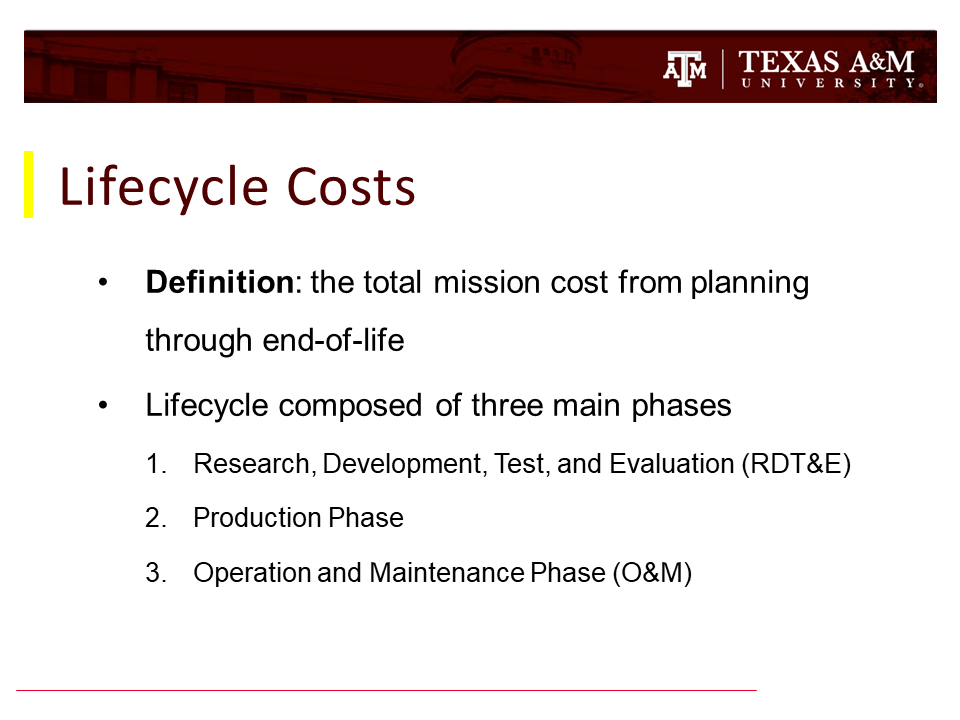 ATM
TEXAS A&M
UNIVERSITY®
Lifecycle Costs
• Definition: the total mission cost from planning
through end-of-life
• Lifecycle composed of three main phases
1. Research, Development, Test, and Evaluation (RDT&E)
2. Production Phase
3. Operation and Maintenance Phase (O&M)